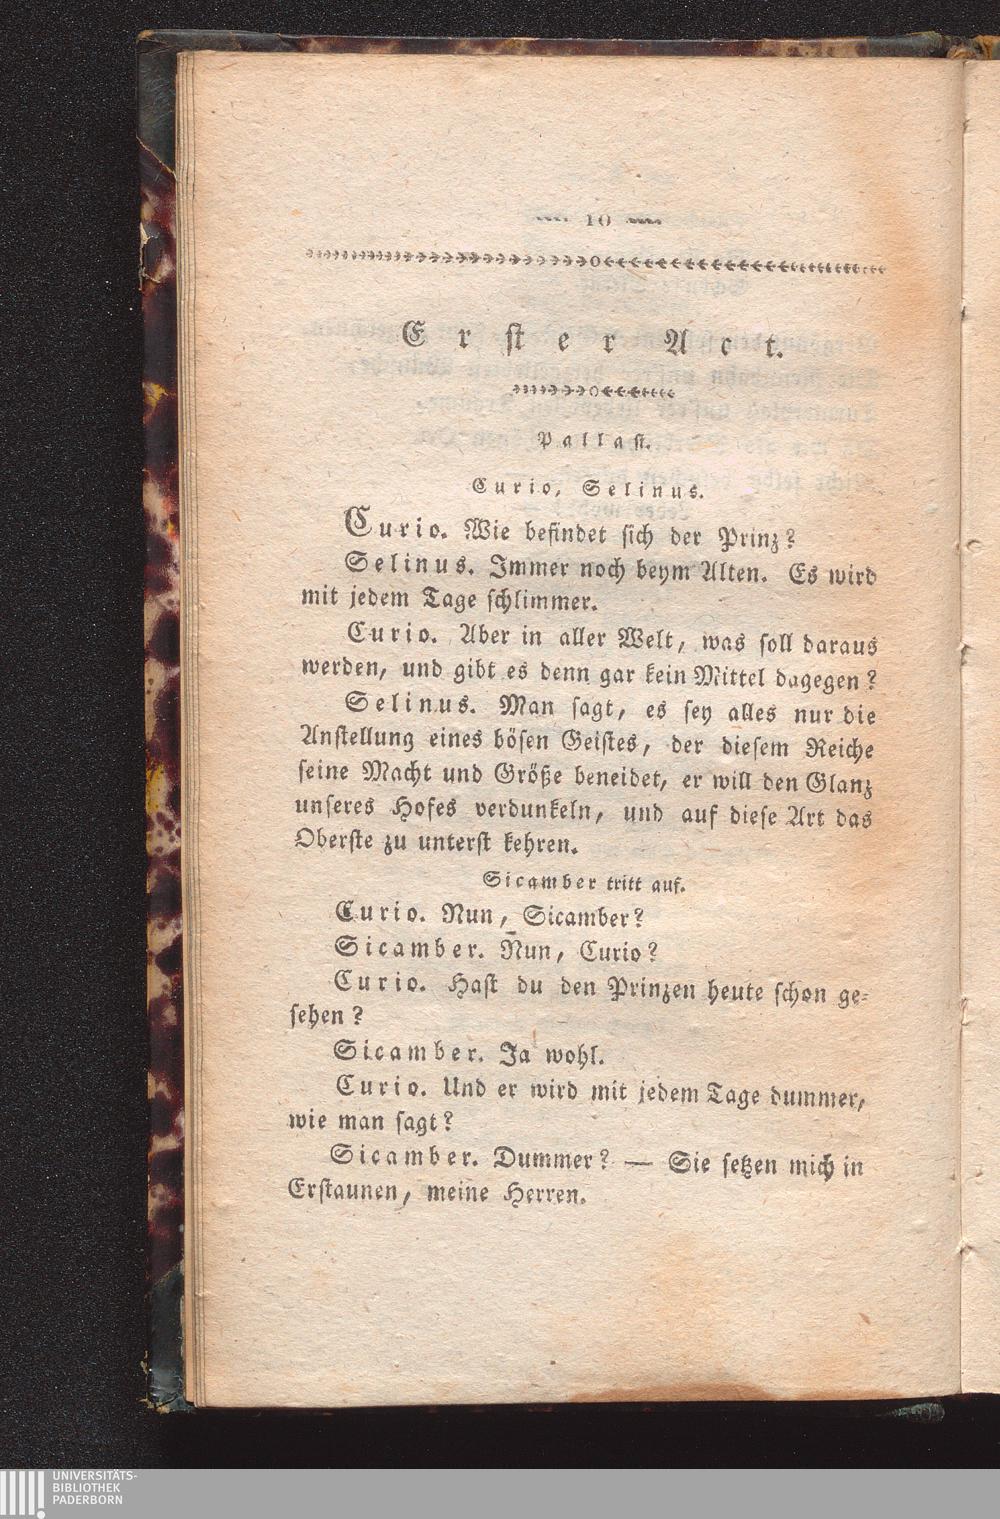 10
Erster Act.
Pallast.
Curio, Selinus.
Curio. Wie befindet sich der Prinz?
Selinus. Immer noch beym Alten. Es wird
mit jedem Tage schlimmer.
Curio. Aber in aller Welt, was soll daraus
werden, und gibt es denn gar kein Mittel dagegen?
Selinus. Man sagt, es sey alles nur die
Anstellung eines bösen Geistes, der diesem Reiche
seine Macht und Größe beneidet, er will den Glanz
unseres Hofes verdunkeln, und auf diese Art das
Oberste zu unterst kehren.
Sicamber tritt auf.
Curio. Nun, Sicamber?
Sicamber. Nun, Curio?
Curio. Hast du den Prinzen heute schon ge-
sehen?
Sicamber. Ja wohl.
Curio. Und er wird mit jedem Tage dummer,
wie man sagt?
Sicamber. Dummer? — Sie setzen mich in
Erstaunen, meine Herren.
UNIVERSITÄTS-
BIBLIOTHEK
PADERBORN